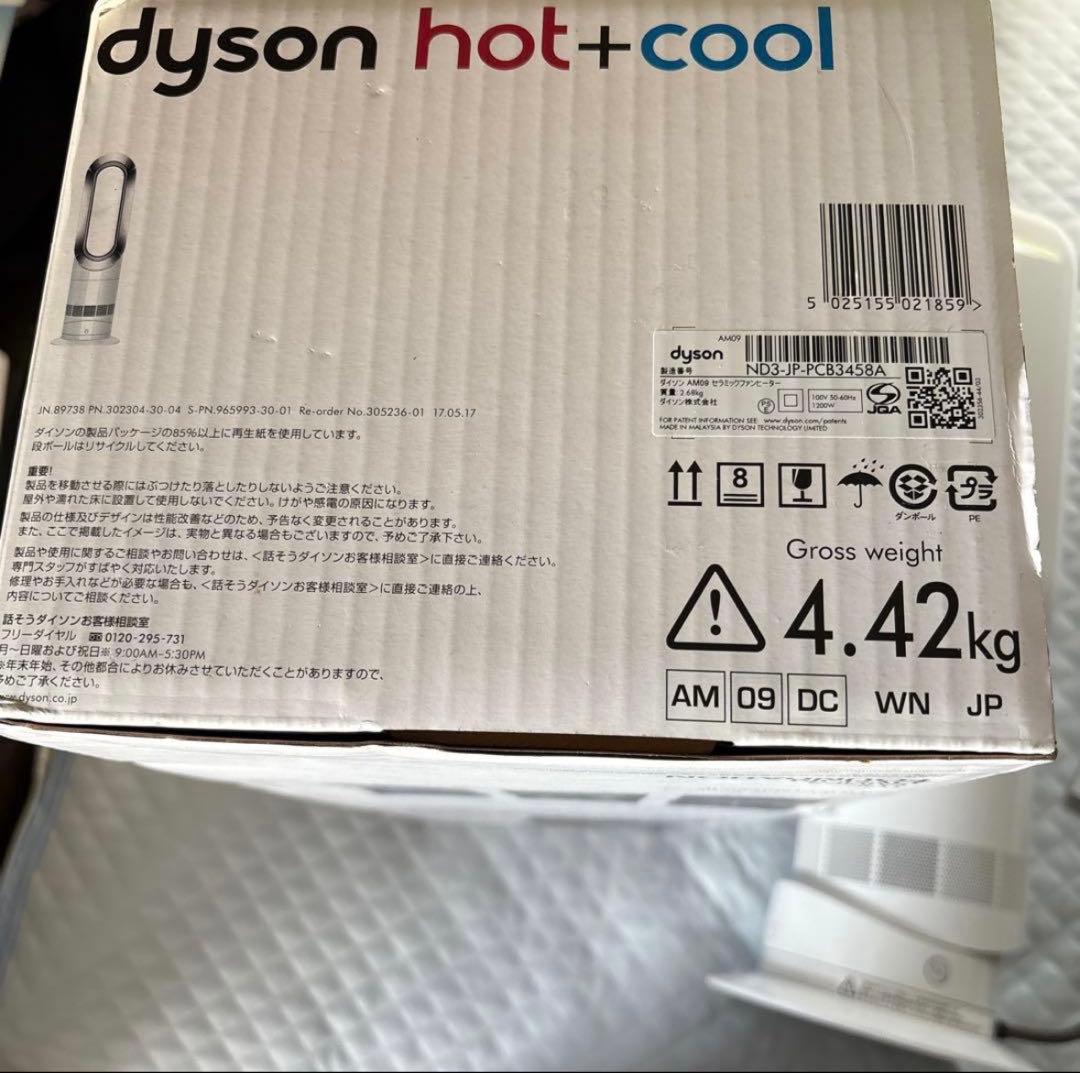 dyson hot+cool
5 025155 021859 >
AM09
dyson
製造番号
ND3-JP-PCB3458A
ダイソン AM09 セラミックファンヒーター
質量: 2.68kg
ダイソン株式会社
PS
E
100V 50-60Hz
1200W
JQA
302356-44/03
FOR PATENT INFORMATION SEE: www.dyson.com/patents
MADE IN MALAYSIA BY DYSON TECHNOLOGY LIMITED
JN.89738 PN.302304-30-04 S-PN.965993-30-01 Re-order No.305236-01 17.05.17
ダイソンの製品パッケージの85%以上に再生紙を使用しています。
段ボールはリサイクルしてください。
重要!
製品を移動させる際にはぶつけたり落としたりしないようご注意ください。
屋外や濡れた床に設置して使用しないでください。けがや感電の原因になります。
製品の仕様及びデザインは性能改善などのため、予告なく変更されることがあります。
また、ここで掲載したイメージは、実物と異なる場合もございますので、予めご了承下さい。
製品や使用に関するご相談やお問い合わせは、<話そうダイソンお客様相談室>に直接ご連絡ください。
専門スタッフがすばやく対応いたします。
修理やお手入れなどが必要な場合も、<話そうダイソンお客様相談室>に直接ご連絡の上、
内容についてご相談ください。
話そうダイソンお客様相談室
フリーダイヤル 0120-295-731
月〜日曜および祝日※ 9:00AM-5:30PM
※年末年始、その他都合によりお休みさせていただくことがありますので、
予めご了承ください。
dyson.co.jp
8
ダンボール
プラ
PE
Gross weight
4.42kg
AM 09 DC WN JP